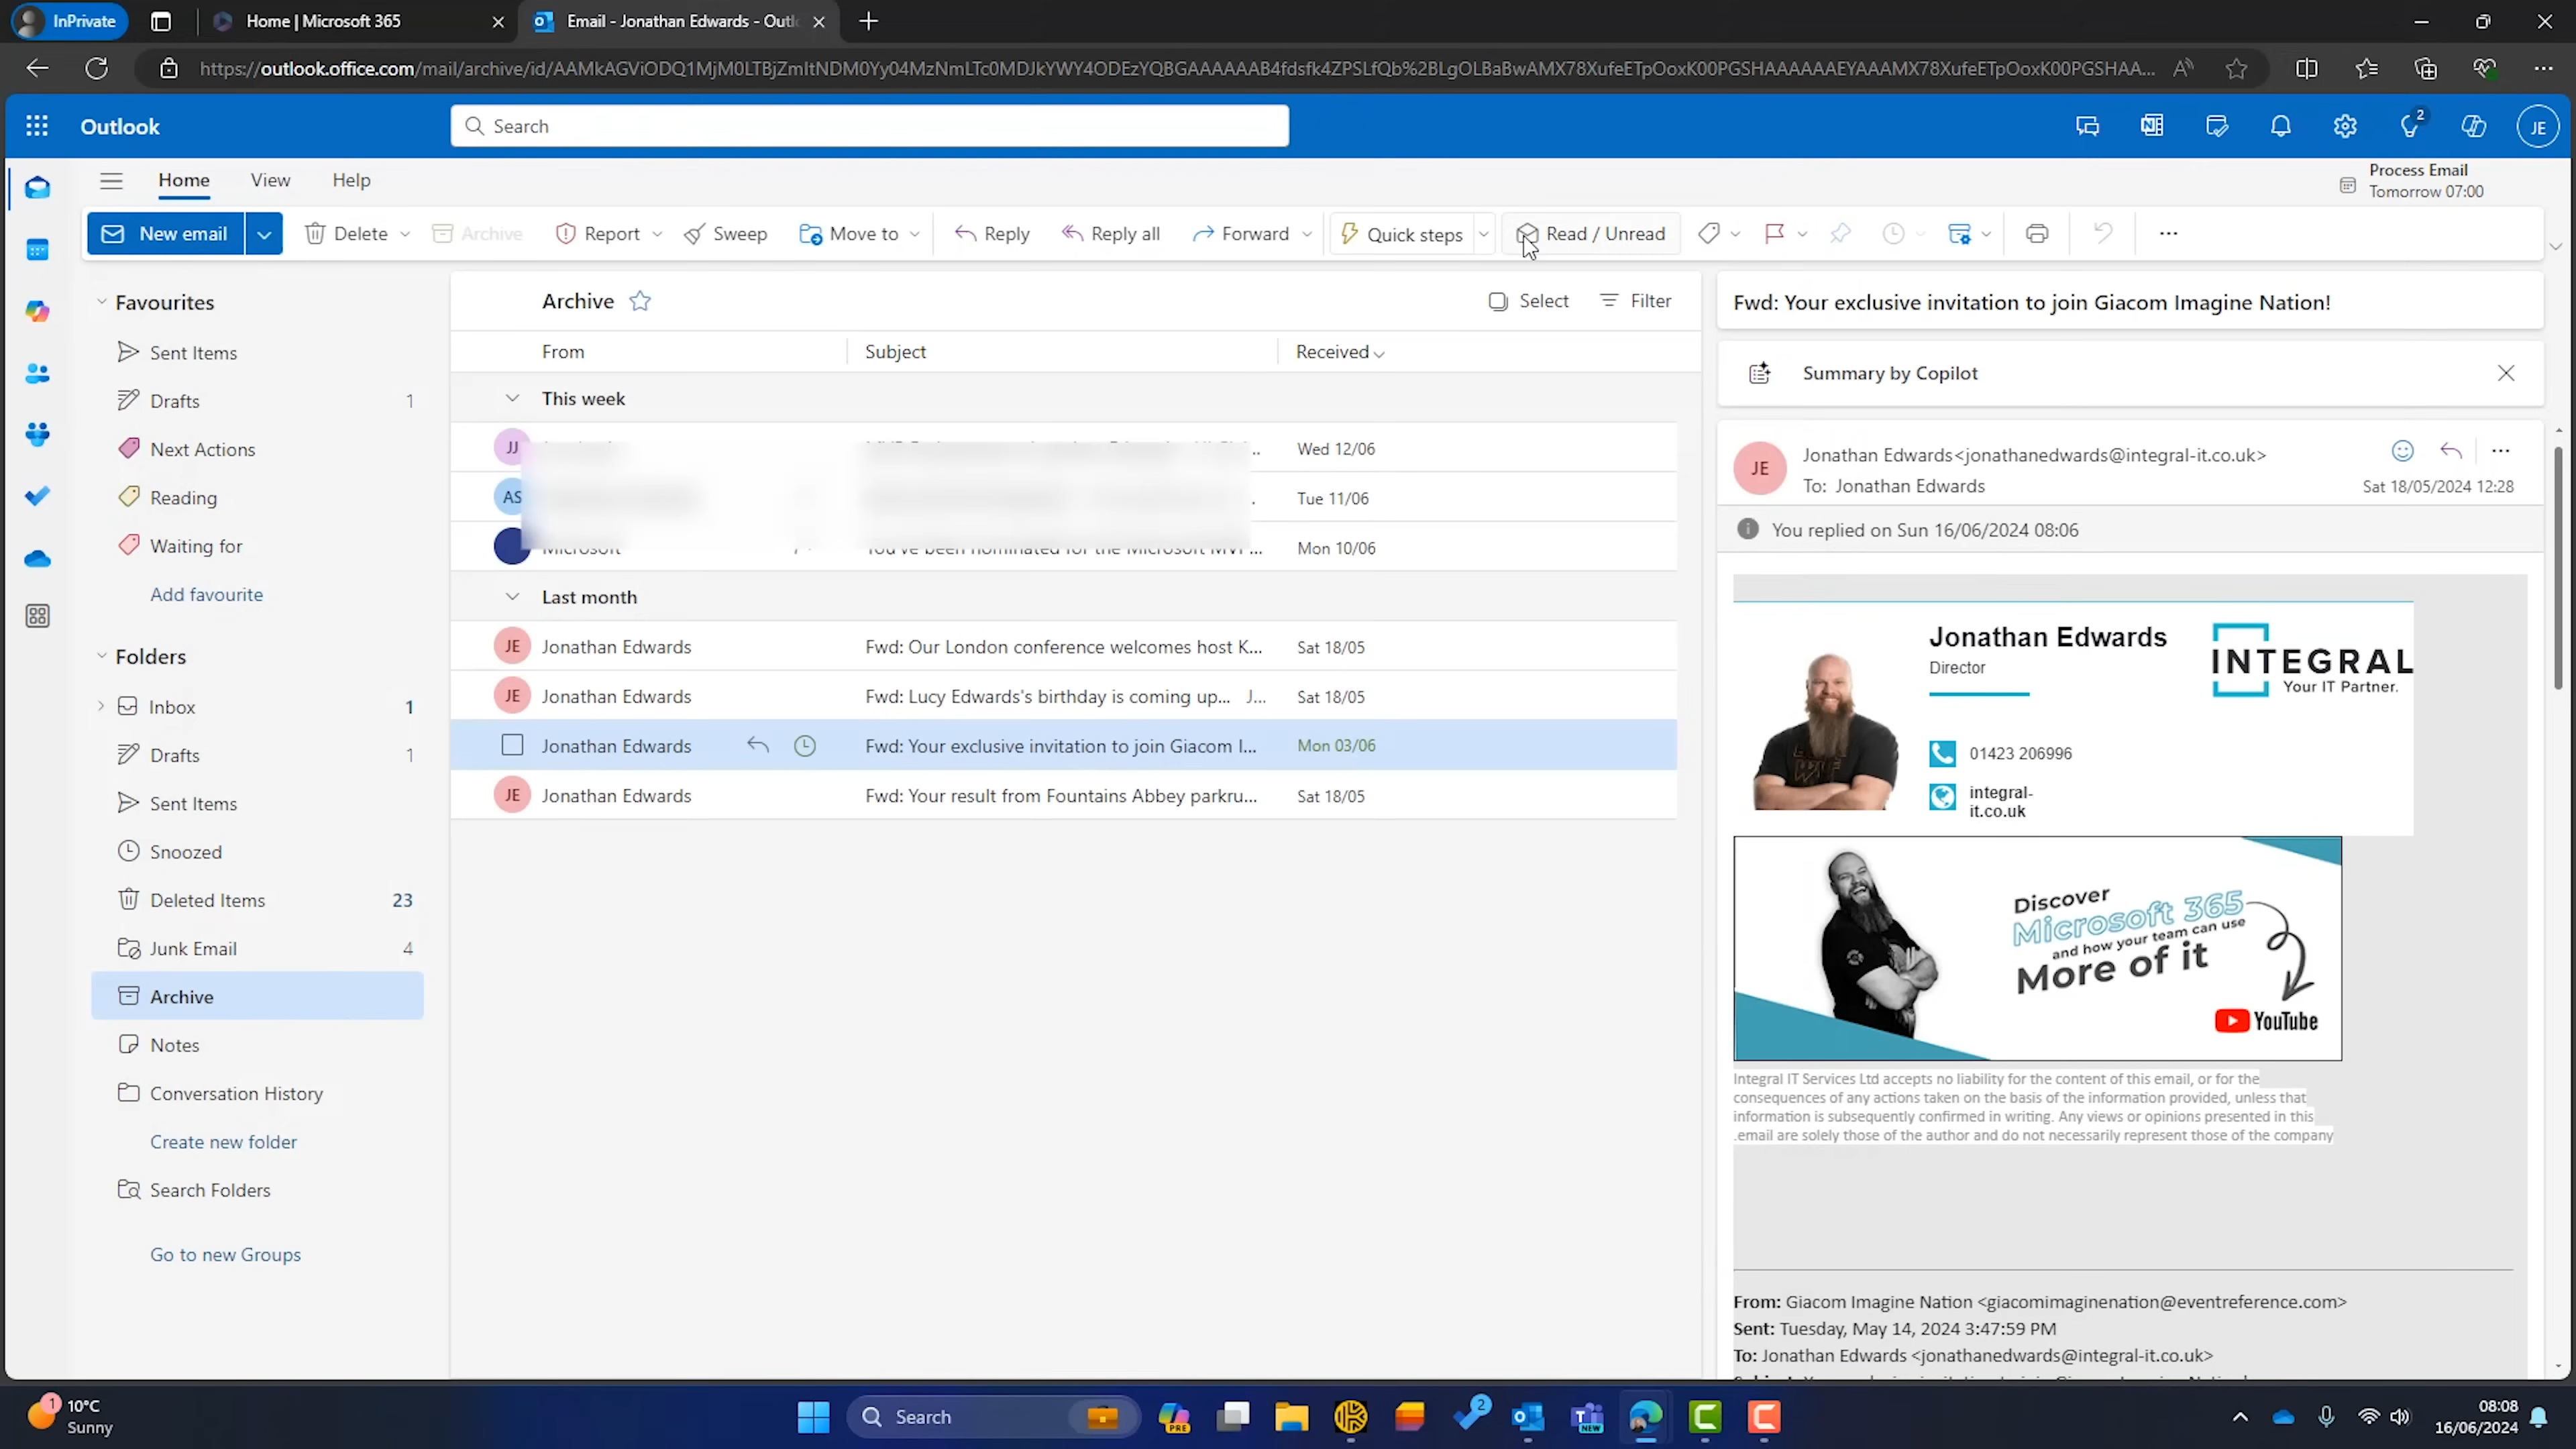 InPrivate
Home | Microsoft 365
Email - Jonathan Edwards - Outl
https://outlook.office.com/mail/archive/id/AAMkAGViODQ1MjM0LTBjZmItNDM0Yy04MzNmLTc0MDJkYWY4ODEzYQBGAAAAAAB4fdsfk4ZPSLfQb%2BLgOLBaBwAMX78XufeETpOoxK00PGSHAAAAAAEYAAAMX78XufeETpOoxK00PGSHAA...
Outlook
Search
2
JE
Home
View
Help
Process Email
Tomorrow 07:00
New email
Delete
Archive
Report
Sweep
Move to
Reply
Reply all
Forward
Quick steps
Read / Unread
Favourites
Sent Items
Drafts 1
Next Actions
Reading
Waiting for
Add favourite
Folders
Inbox 1
Drafts 1
Sent Items
Snoozed
Deleted Items 23
Junk Email 4
Archive
Notes
Conversation History
Create new folder
Search Folders
Go to new Groups
Archive
Select
Filter
From Subject Received
This week
JJ Wed 12/06
AS Tue 11/06
Microsoft You've been nominated for the Microsoft MVP ... Mon 10/06
Last month
JE Jonathan Edwards Fwd: Our London conference welcomes host K... Sat 18/05
JE Jonathan Edwards Fwd: Lucy Edwards's birthday is coming up... J... Sat 18/05
Jonathan Edwards Fwd: Your exclusive invitation to join Giacom I... Mon 03/06
JE Jonathan Edwards Fwd: Your result from Fountains Abbey parkru... Sat 18/05
Fwd: Your exclusive invitation to join Giacom Imagine Nation!
Summary by Copilot
JE
Jonathan Edwards<jonathanedwards@integral-it.co.uk>
To: Jonathan Edwards
Sat 18/05/2024 12:28
You replied on Sun 16/06/2024 08:06
Jonathan Edwards
Director
INTEGRAL
Your IT Partner.
01423 206996
integral-
it.co.uk
Discover
Microsoft 365
and how your team can use
More of it
YouTube
Integral IT Services Ltd accepts no liability for the content of this email, or for the
consequences of any actions taken on the basis of the information provided, unless that
information is subsequently confirmed in writing. Any views or opinions presented in this
.email are solely those of the author and do not necessarily represent those of the company
From: Giacom Imagine Nation <giacomimaginenation@eventreference.com>
Sent: Tuesday, May 14, 2024 3:47:59 PM
To: Jonathan Edwards <jonathanedwards@integral-it.co.uk>
1
10°C
Sunny
Search
PRE
2
NEW
08:08
16/06/2024